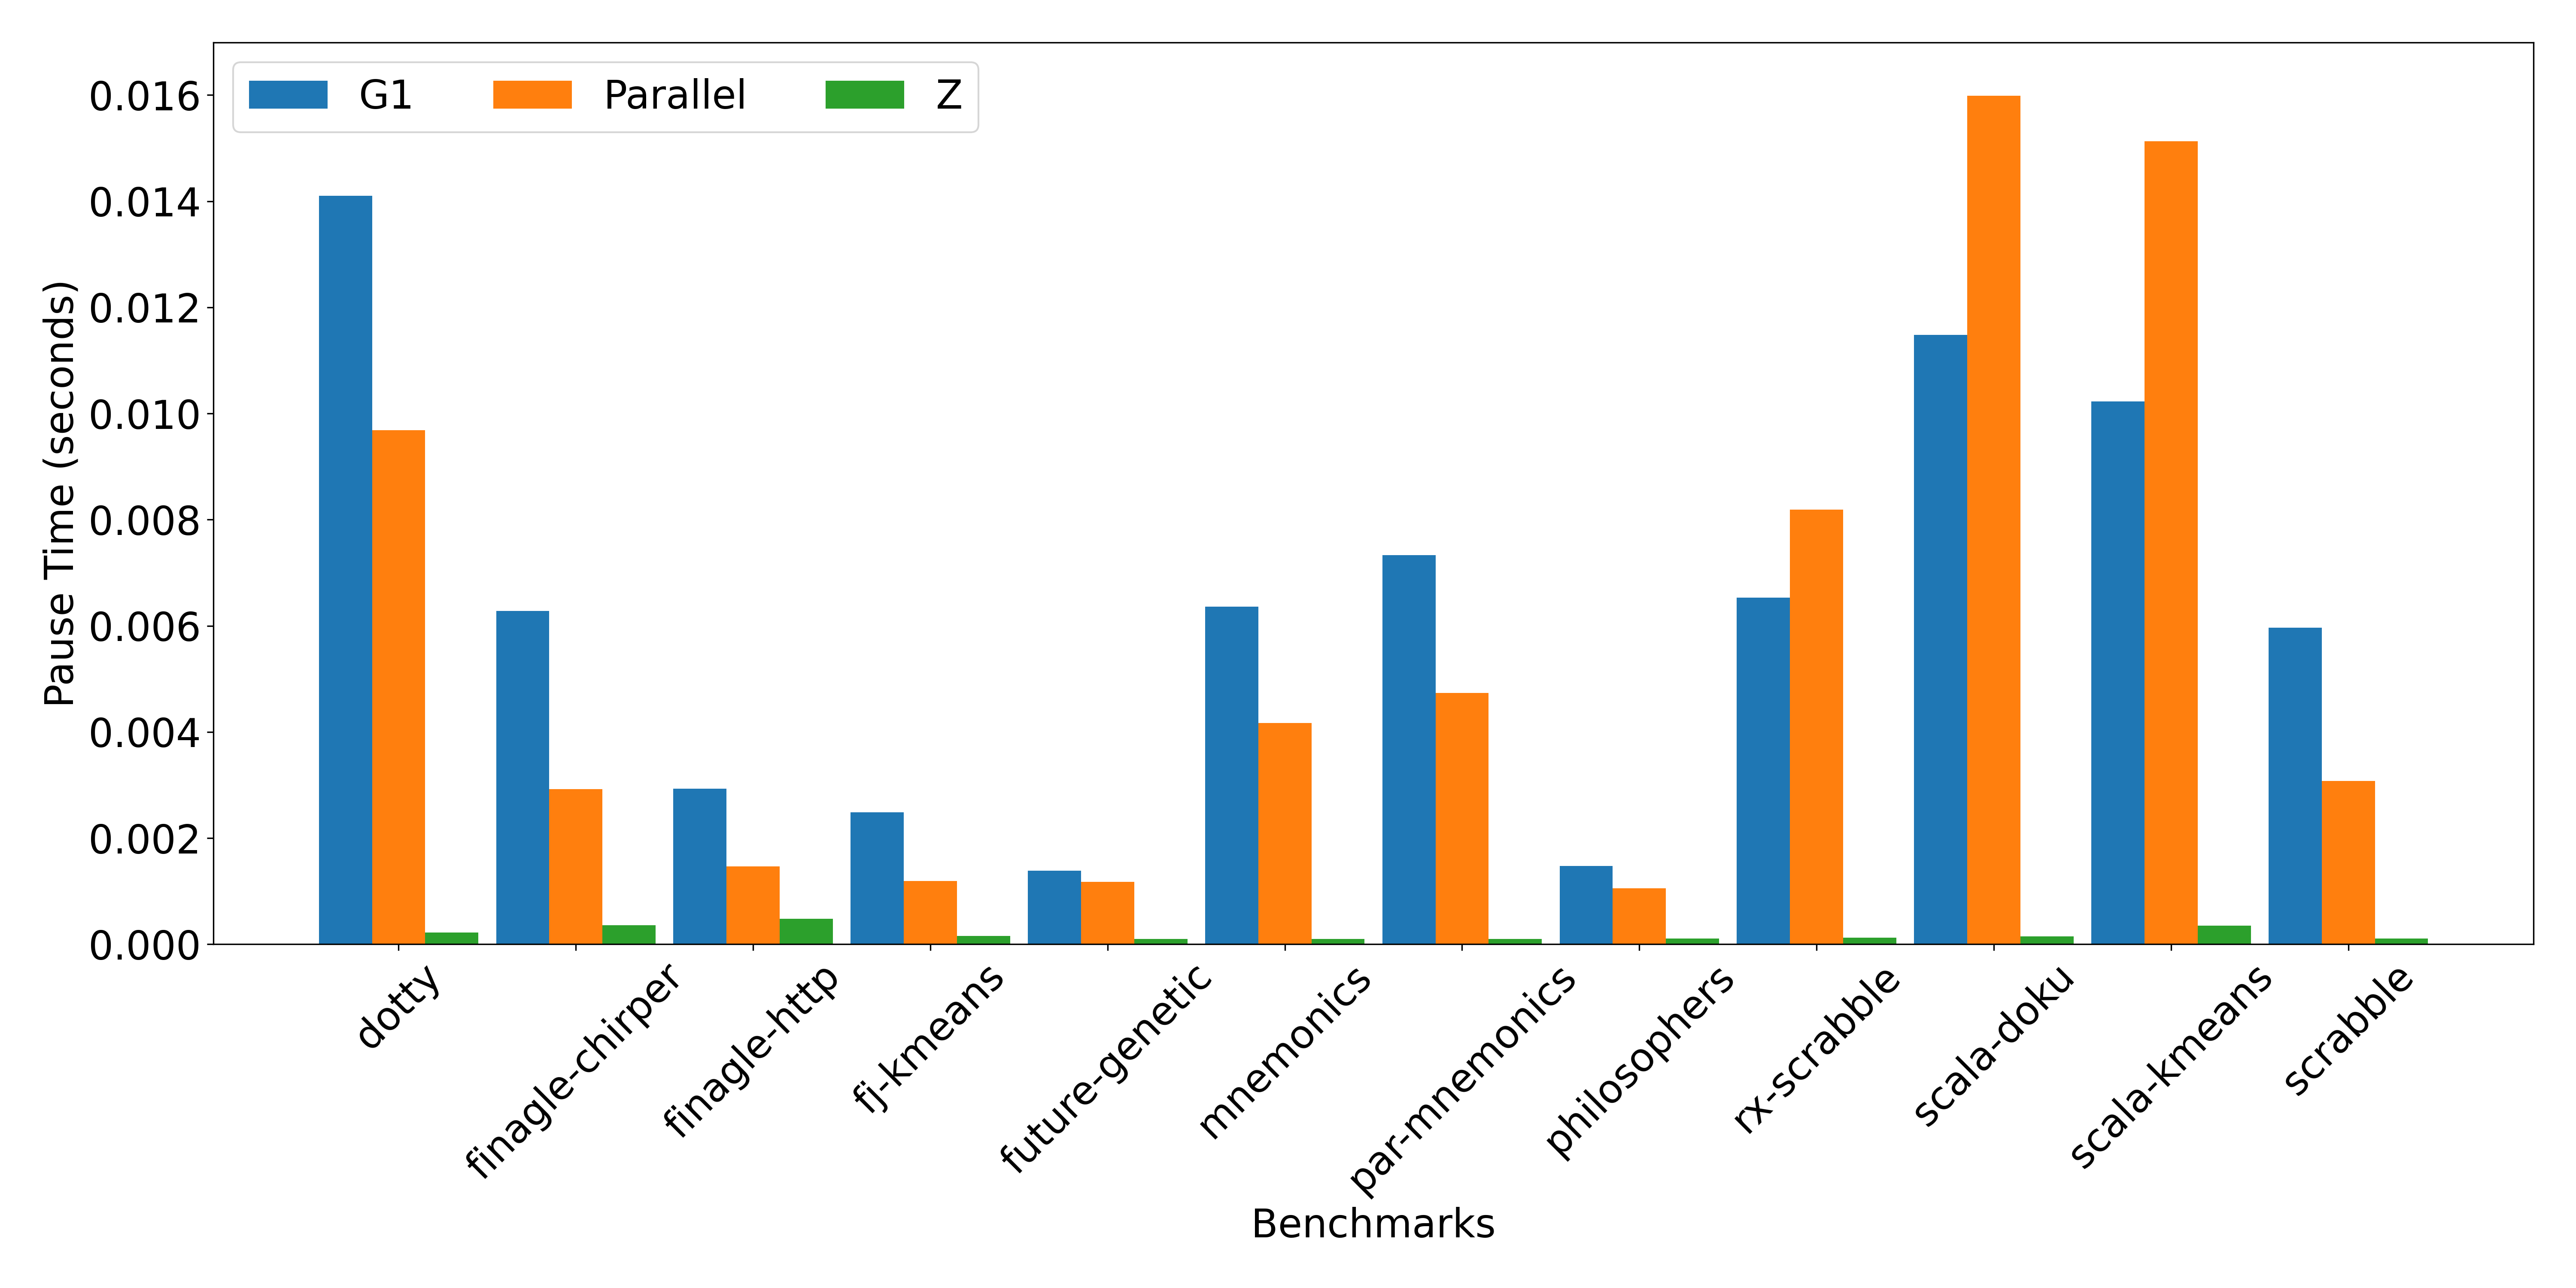 G1 Parallel Z
0.016
0.014
0.012
0.010
0.008
0.006
0.004
0.002
0.000
Pause Time (seconds)
dotty
finagle-chirper
finagle-http
fj-kmeans
future-genetic
mnemonics
par-mnemonics
philosophers
rx-scrabble
scala-doku
scala-kmeans
scrabble
Benchmarks